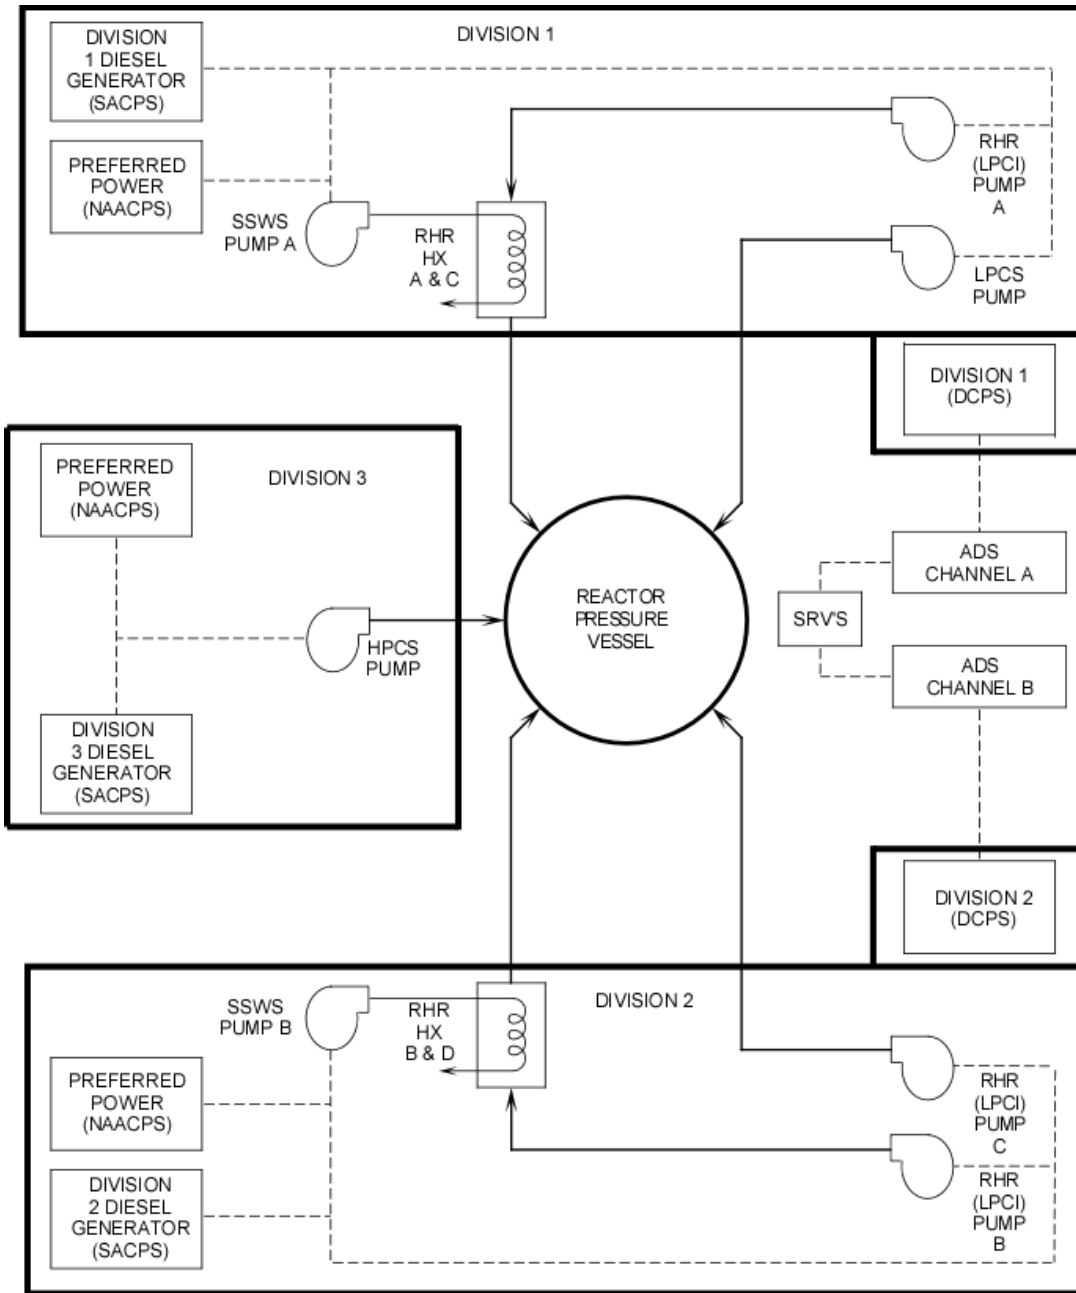 DIVISION 1
DIVISION
1 DIESEL
GENERATOR
(SACPS)
PREFERRED
POWER
(NAACPS)
SSWS
PUMP A
RHR
HX
A & C
RHR
(LPCI)
PUMP
A
LPCS
PUMP
DIVISION 1
(DCPS)
PREFERRED
POWER
(NAACPS)
DIVISION 3
HPCS
PUMP
DIVISION
3 DIESEL
GENERATOR
(SACPS)
REACTOR
PRESSURE
VESSEL
ADS
CHANNEL A
SRV'S
ADS
CHANNEL B
DIVISION 2
(DCPS)
SSWS
PUMP B
RHR
HX
B & D
DIVISION 2
PREFERRED
POWER
(NAACPS)
DIVISION
2 DIESEL
GENERATOR
(SACPS)
RHR
(LPCI)
PUMP
C
RHR
(LPCI)
PUMP
B